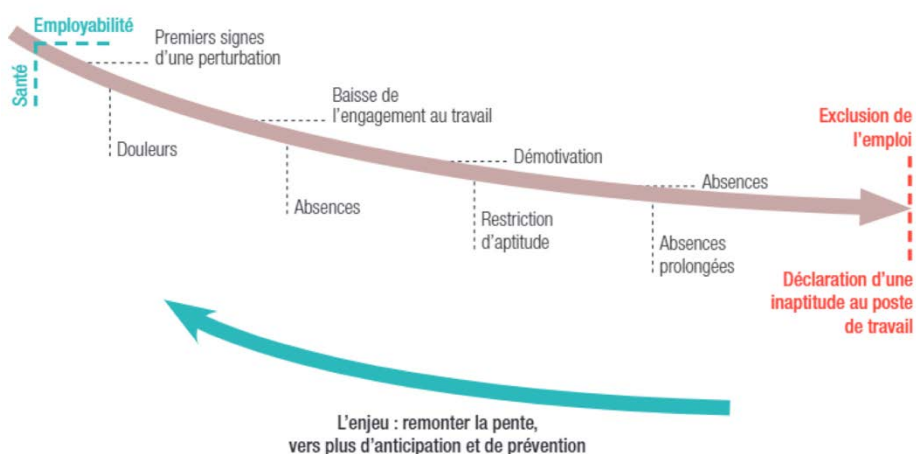 Employabilité
Santé
Premiers signes
d’une perturbation
Douleurs
Baisse de
l’engagement au travail
Absences
Démotivation
Restriction
d’aptitude
Absences
Absences
prolongées
Exclusion de
l’emploi
Déclaration d’une
inaptitude au poste
de travail
L’enjeu : remonter la pente,
vers plus d’anticipation et de prévention